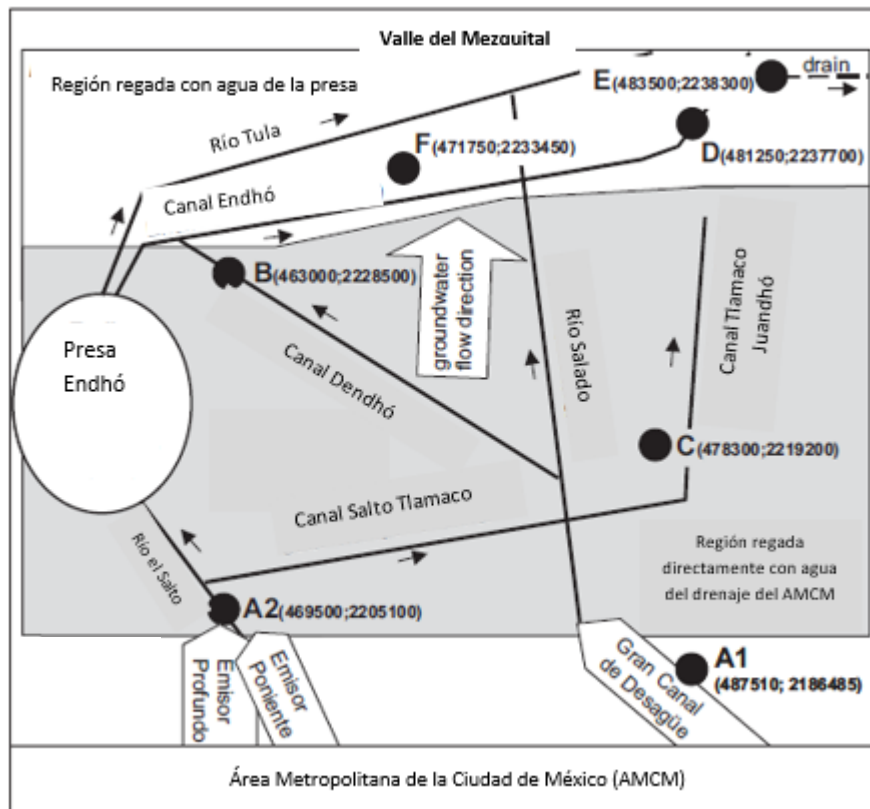 Valle del Mezquital
Región regada con agua de la presa
drain
E(483500;2238300)
Río Tula
F(471750;2233450)
D(481250;2237700)
Canal Endhó
B(463000;2228500)
groundwater
flow direction
Canal Tlamaco
Juandhó
Presa
Endhó
Canal Dendhó
Río Salado
C(478300;2219200)
Canal Salto Tlamaco
Río el Salto
Región regada
directamente con agua
del drenaje del AMCM
A2(469500;2205100)
Emisor
Profundo
Emisor
Poniente
Gran Canal
de Desagüe
A1
(487510; 2186485)
Área Metropolitana de la Ciudad de México (AMCM)